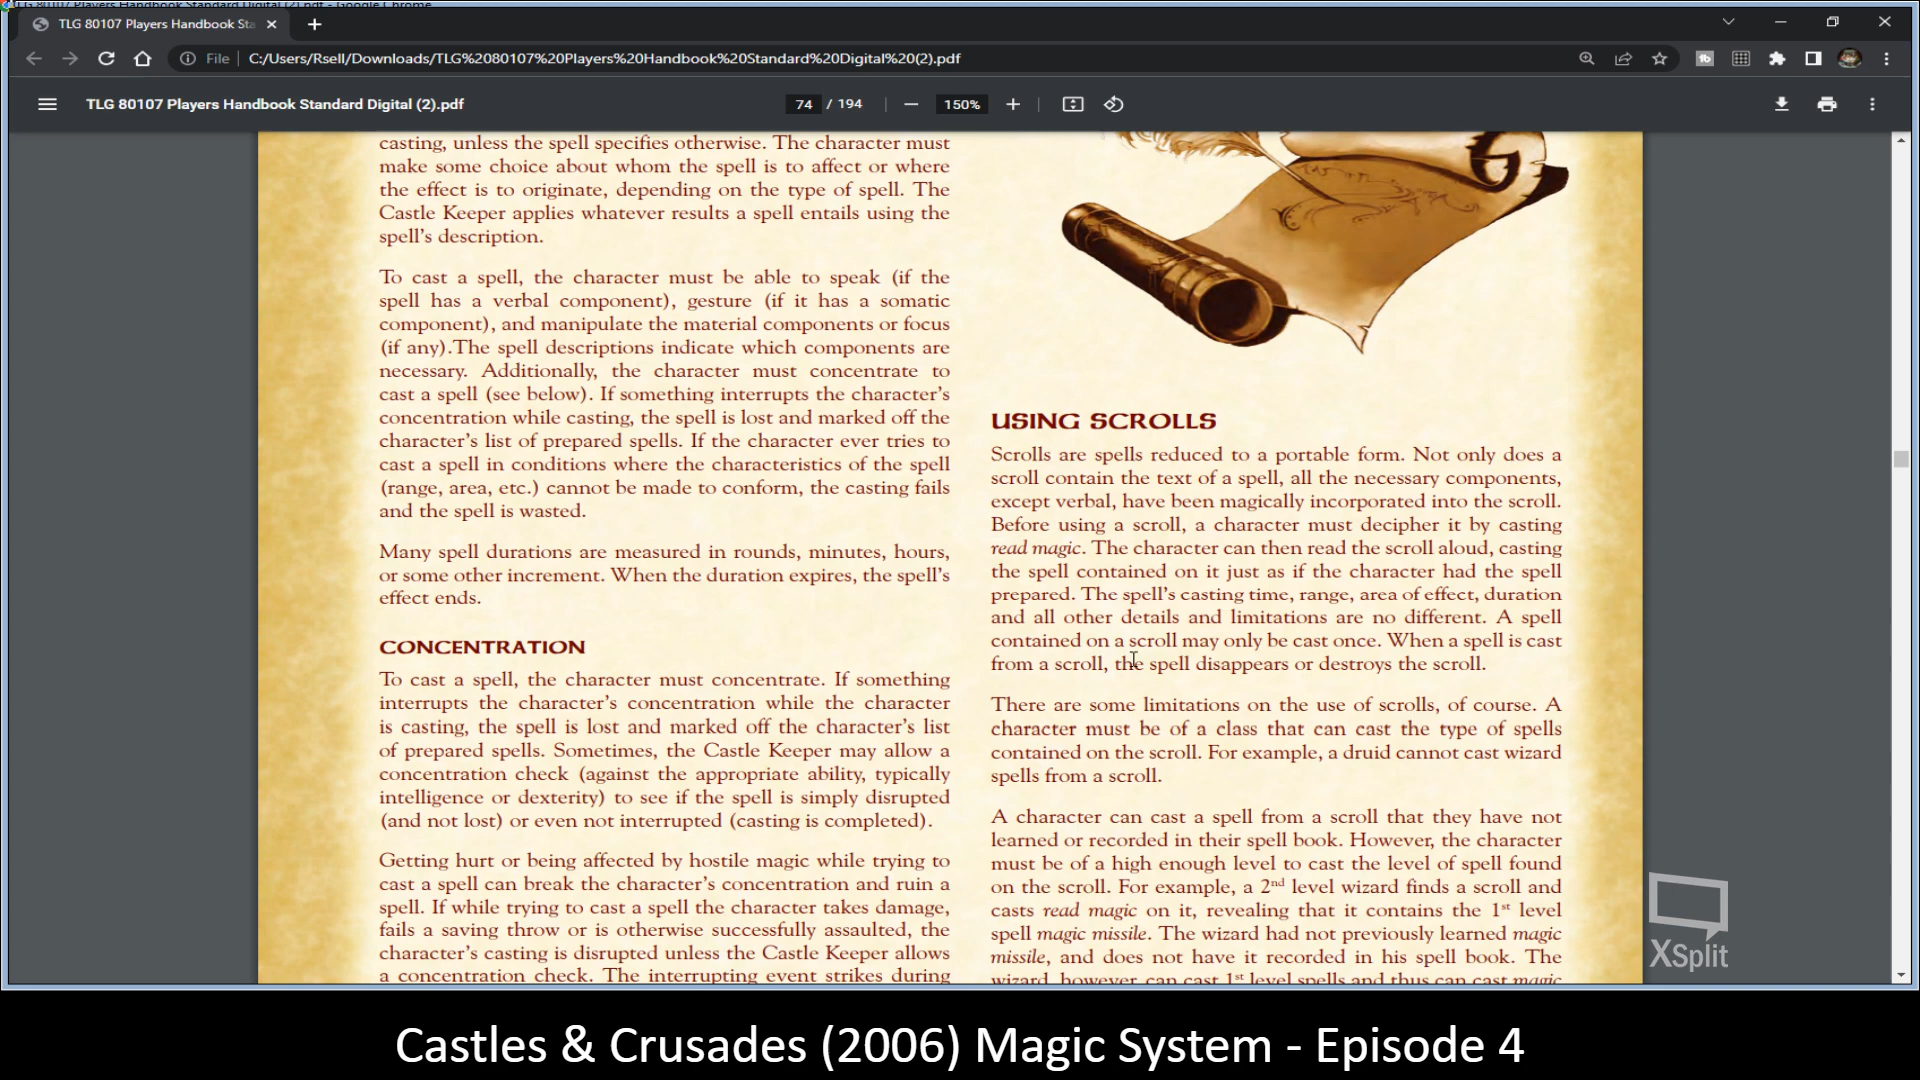 TLG 80107 Players Handbook Standard Digital (2).pdf - Google Chrome
TLG 80107 Players Handbook Sta
File
C:/Users/Rsell/Downloads/TLG%2080107%20Players%20Handbook%20Standard%20Digital%20(2).pdf
TLG 80107 Players Handbook Standard Digital (2).pdf
74 / 194
150%
casting, unless the spell specifies otherwise. The character must
make some choice about whom the spell is to affect or where
the effect is to originate, depending on the type of spell. The
Castle Keeper applies whatever results a spell entails using the
spell's description.
To cast a spell, the character must be able to speak (if the
spell has a verbal component), gesture (if it has a somatic
component), and manipulate the material components or focus
(if any).The spell descriptions indicate which components are
necessary. Additionally, the character must concentrate to
cast a spell (see below). If something interrupts the character's
concentration while casting, the spell is lost and marked off the
character's list of prepared spells. If the character ever tries to
cast a spell in conditions where the characteristics of the spell
(range, area, etc.) cannot be made to conform, the casting fails
and the spell is wasted.
Many spell durations are measured in rounds, minutes, hours,
or some other increment. When the duration expires, the spell's
effect ends.
CONCENTRATION
To cast a spell, the character must concentrate. If something
interrupts the character's concentration while the character
is casting, the spell is lost and marked off the character's list
of prepared spells. Sometimes, the Castle Keeper may allow a
concentration check (against the appropriate ability, typically
intelligence or dexterity) to see if the spell is simply disrupted
(and not lost) or even not interrupted (casting is completed).
Getting hurt or being affected by hostile magic while trying to
cast a spell can break the character's concentration and ruin a
spell. If while trying to cast a spell the character takes damage,
fails a saving throw or is otherwise successfully assaulted, the
character's casting is disrupted unless the Castle Keeper allows
a concentration check. The interrupting event strikes during
USING SCROLLS
Scrolls are spells reduced to a portable form. Not only does a
scroll contain the text of a spell, all the necessary components,
except verbal, have been magically incorporated into the scroll.
Before using a scroll, a character must decipher it by casting
read magic. The character can then read the scroll aloud, casting
the spell contained on it just as if the character had the spell
prepared. The spell's casting time, range, area of effect, duration
and all other details and limitations are no different. A spell
contained on a scroll may only be cast once. When a spell is cast
from a scroll, the spell disappears or destroys the scroll.
There are some limitations on the use of scrolls, of course. A
character must be of a class that can cast the type of spells
contained on the scroll. For example, a druid cannot cast wizard
spells from a scroll.
A character can cast a spell from a scroll that they have not
learned or recorded in their spell book. However, the character
must be of a high enough level to cast the level of spell found
on the scroll. For example, a 2nd level wizard finds a scroll and
casts read magic on it, revealing that it contains the 1st level
spell magic missile. The wizard had not previously learned magic
missile, and does not have it recorded in his spell book. The
wizard, however, can cast 1st level spells and thus can cast magic
XSplit
Castles & Crusades (2006) Magic System - Episode 4